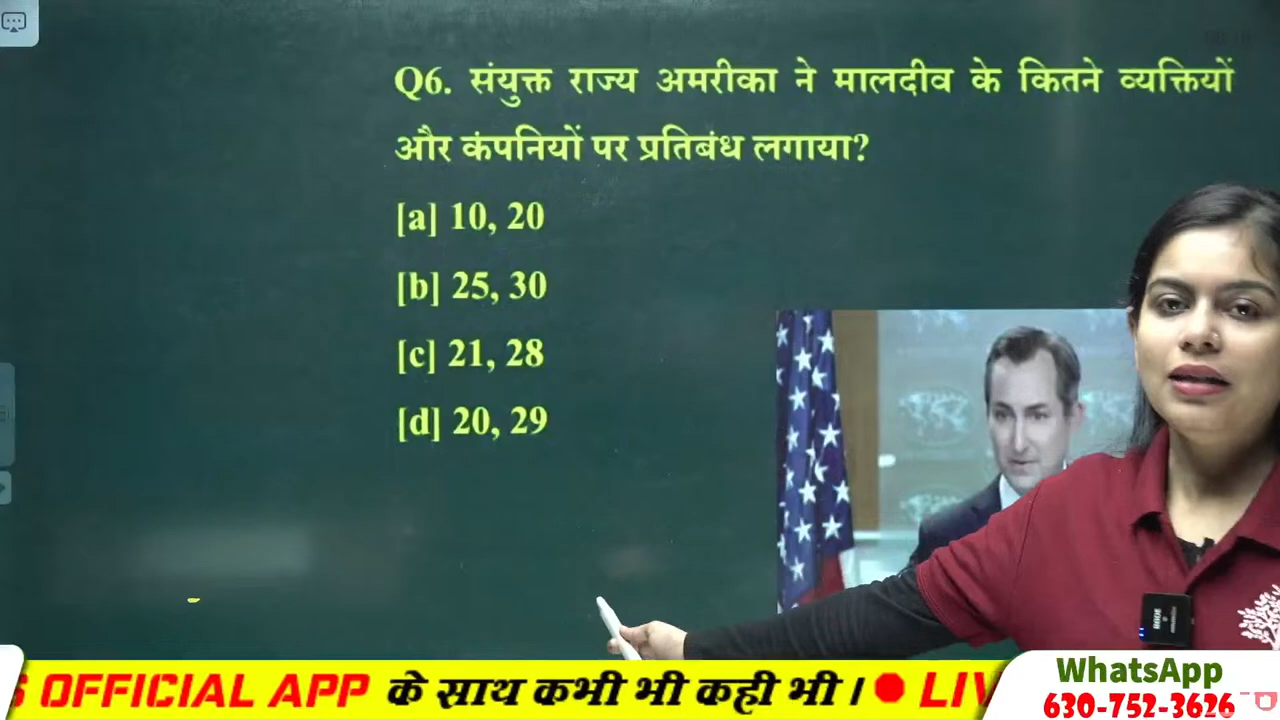 Q6. संयुक्त राज्य अमरीका ने मालदीव के कितने व्यक्तियों
और कंपनियों पर प्रतिबंध लगाया?
[a] 10, 20
[b] 25, 30
[c] 21, 28
[d] 20, 29
RODE
S OFFICIAL APP के साथ कभी भी कही भी । LIV
WhatsApp
630-752-3626